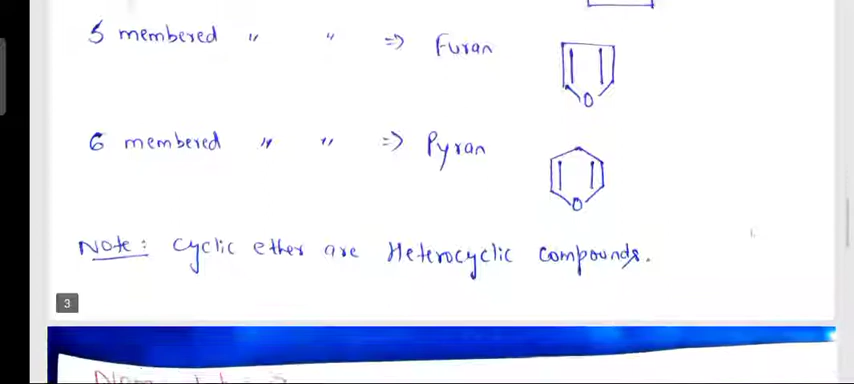 5 membered " " => Furan
O
6 membered " " => Pyran
O
Note: Cyclic ether are Heterocyclic compounds.
3